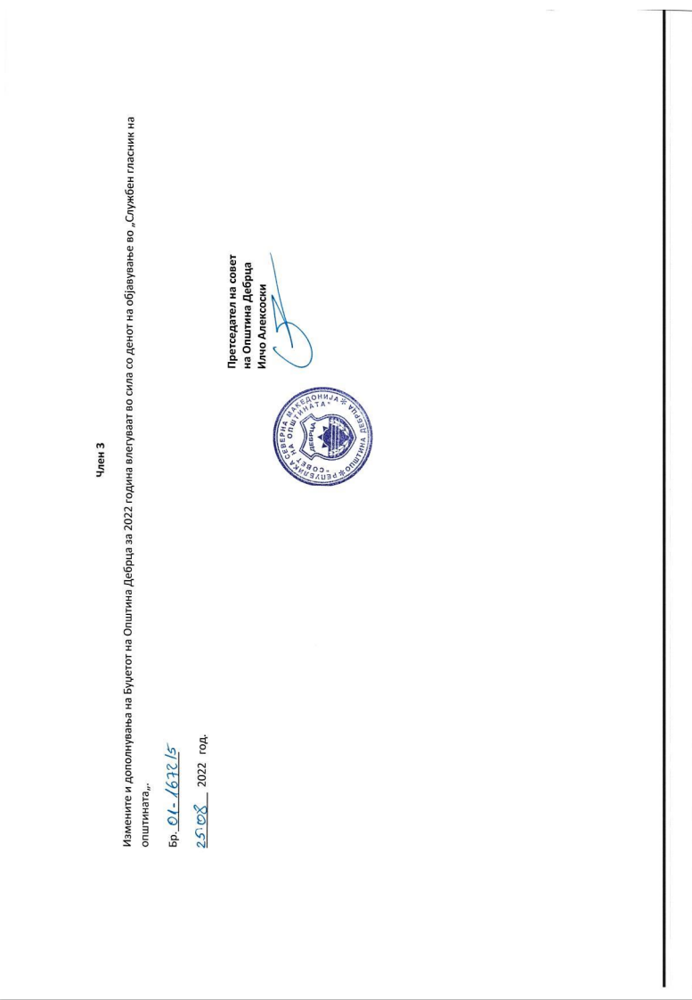 Член 3
Измените и дополнувања на Буџетот на Општина Дебрца за 2022 година влегуваат во сила со денот на објавување во „Службен гласник на
општината„.
Бр. 01-1672/5
25.08 2022 год.
Претседател на совет
на Општина Дебрца
Илчо Алексоски
РЕПУБЛИКА СЕВЕРНА МАКЕДОНИЈА * ОПШТИНА ДЕБРЦА *
"СОВЕТ НА ОПШТИНАТА"
ДЕБРЦА